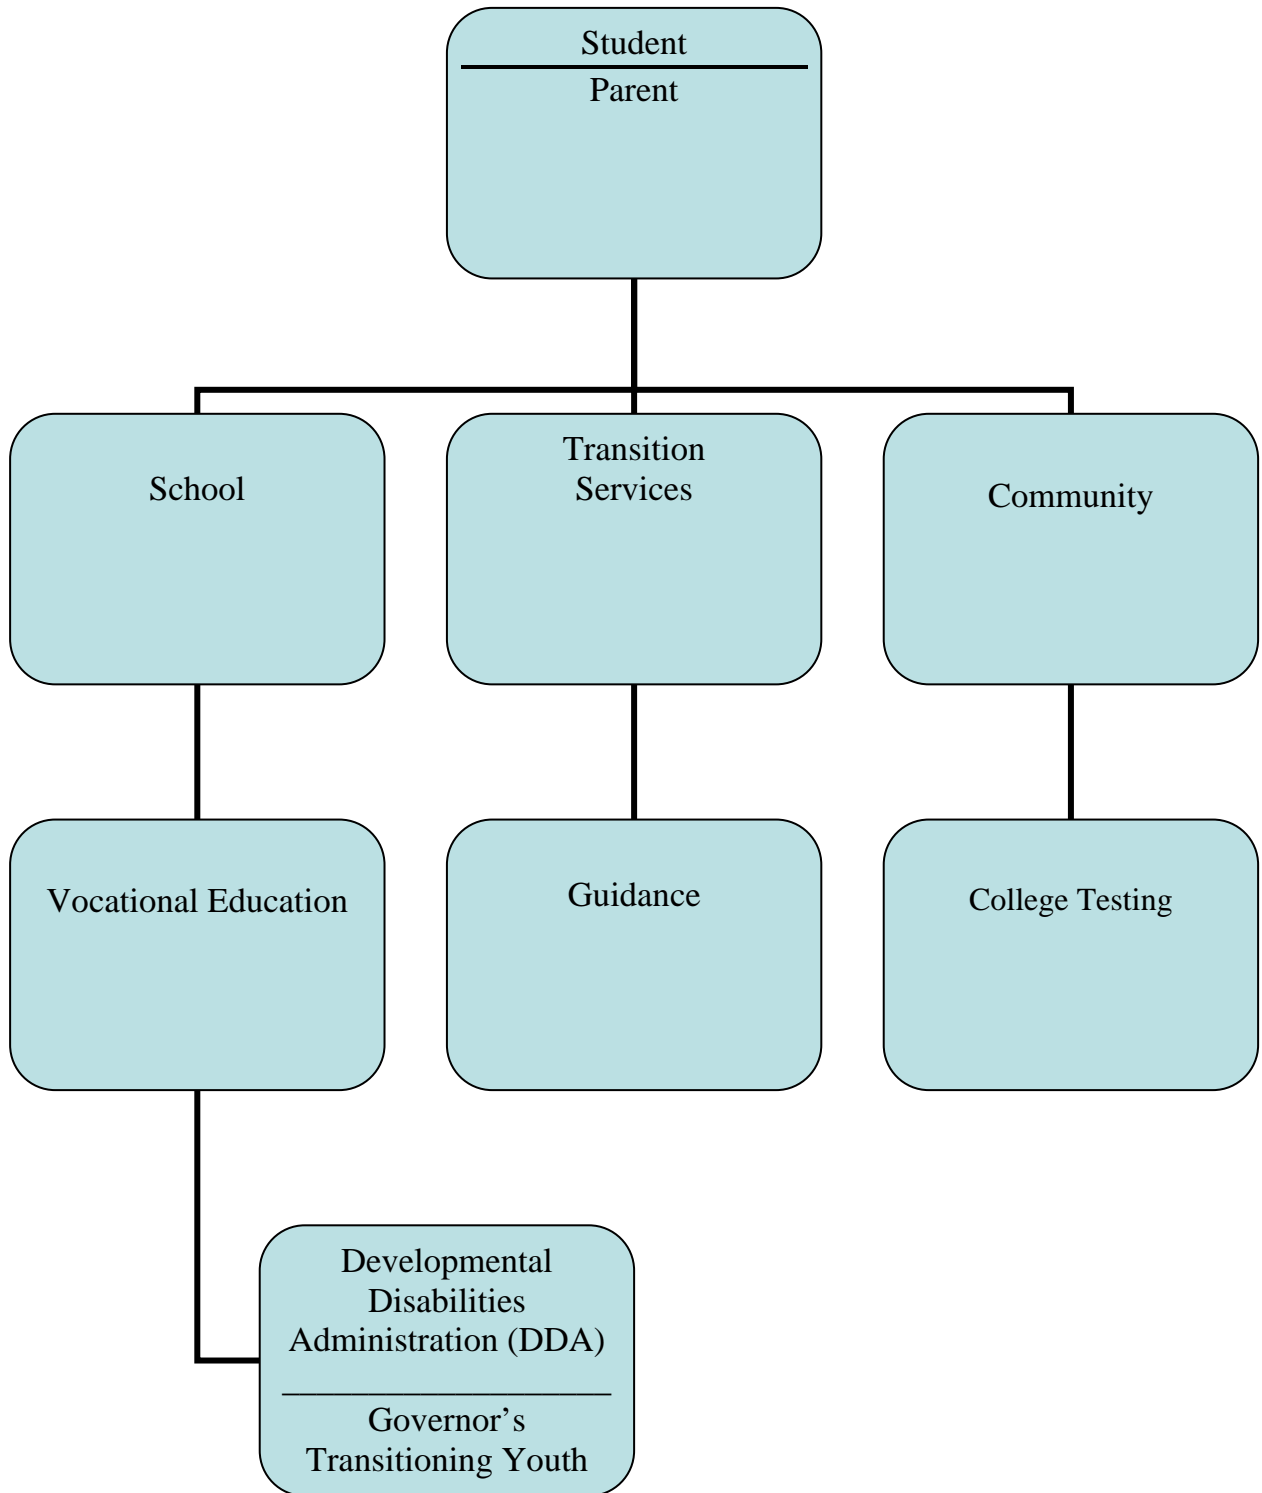 Student
Parent
School
Transition
Services
Community
Vocational Education
Guidance
College Testing
Developmental
Disabilities
Administration (DDA)
Governor’s
Transitioning Youth